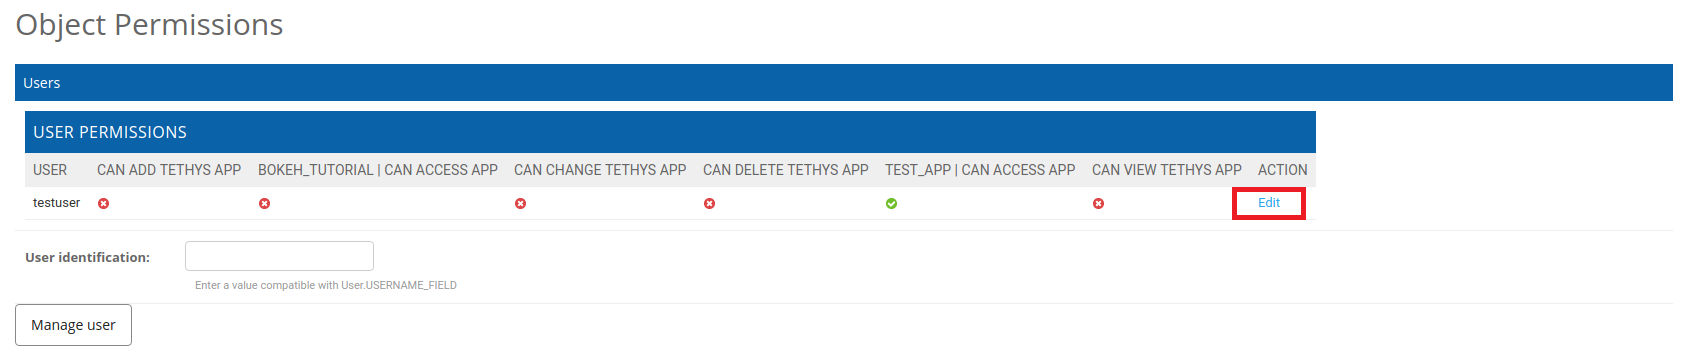 Object Permissions
Users
USER PERMISSIONS
USER CAN ADD TETHYS APP BOKEH_TUTORIAL | CAN ACCESS APP CAN CHANGE TETHYS APP CAN DELETE TETHYS APP TEST_APP | CAN ACCESS APP CAN VIEW TETHYS APP ACTION
testuser Edit
User identification:
Enter a value compatible with User.USERNAME_FIELD
Manage user